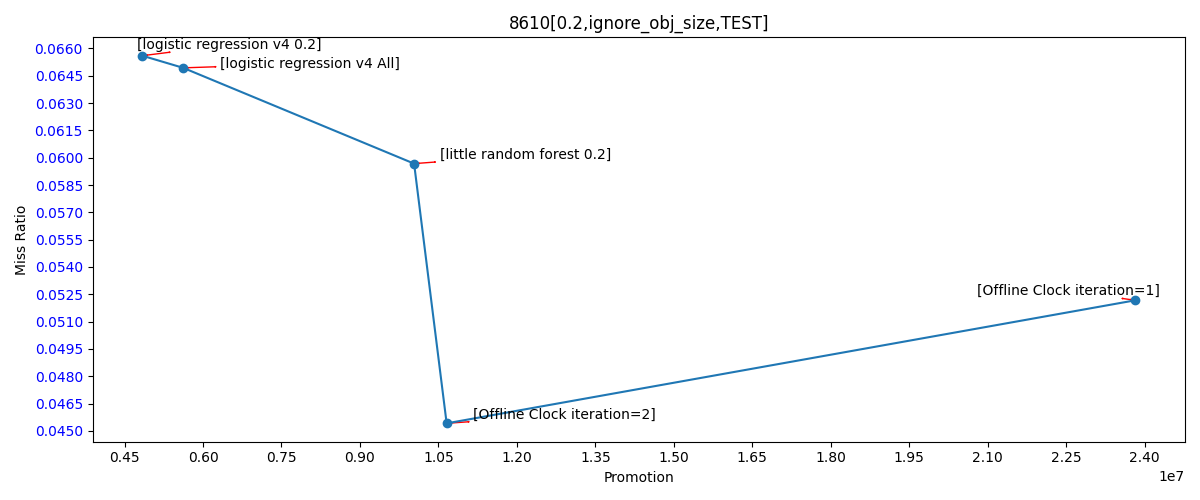 8610[0.2,ignore_obj_size,TEST]
[logistic regression v4 0.2]
[logistic regression v4 All]
[little random forest 0.2]
[Offline Clock iteration=1]
[Offline Clock iteration=2]
Miss Ratio
0.0660
0.0645
0.0630
0.0615
0.0600
0.0585
0.0570
0.0555
0.0540
0.0525
0.0510
0.0495
0.0480
0.0465
0.0450
0.45 0.60 0.75 0.90 1.05 1.20 1.35 1.50 1.65 1.80 1.95 2.10 2.25 2.40
1e7
Promotion